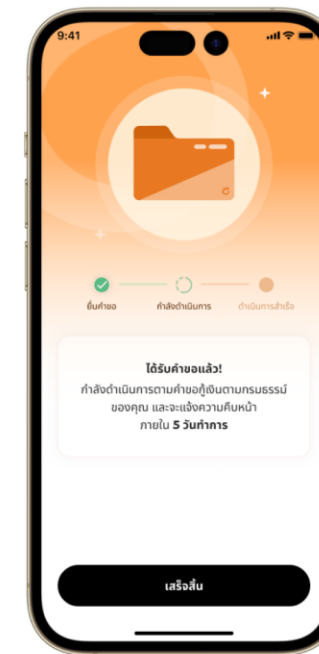 9:41
ยื่นคำขอ กำลังดำเนินการ ดำเนินการสำเร็จ
ได้รับคำขอแล้ว!
กำลังดำเนินการตามคำขอกู้เงินตามกรมธรรม์
ของคุณ และจะแจ้งความคืบหน้า
ภายใน 5 วันทำการ
เสร็จสิ้น